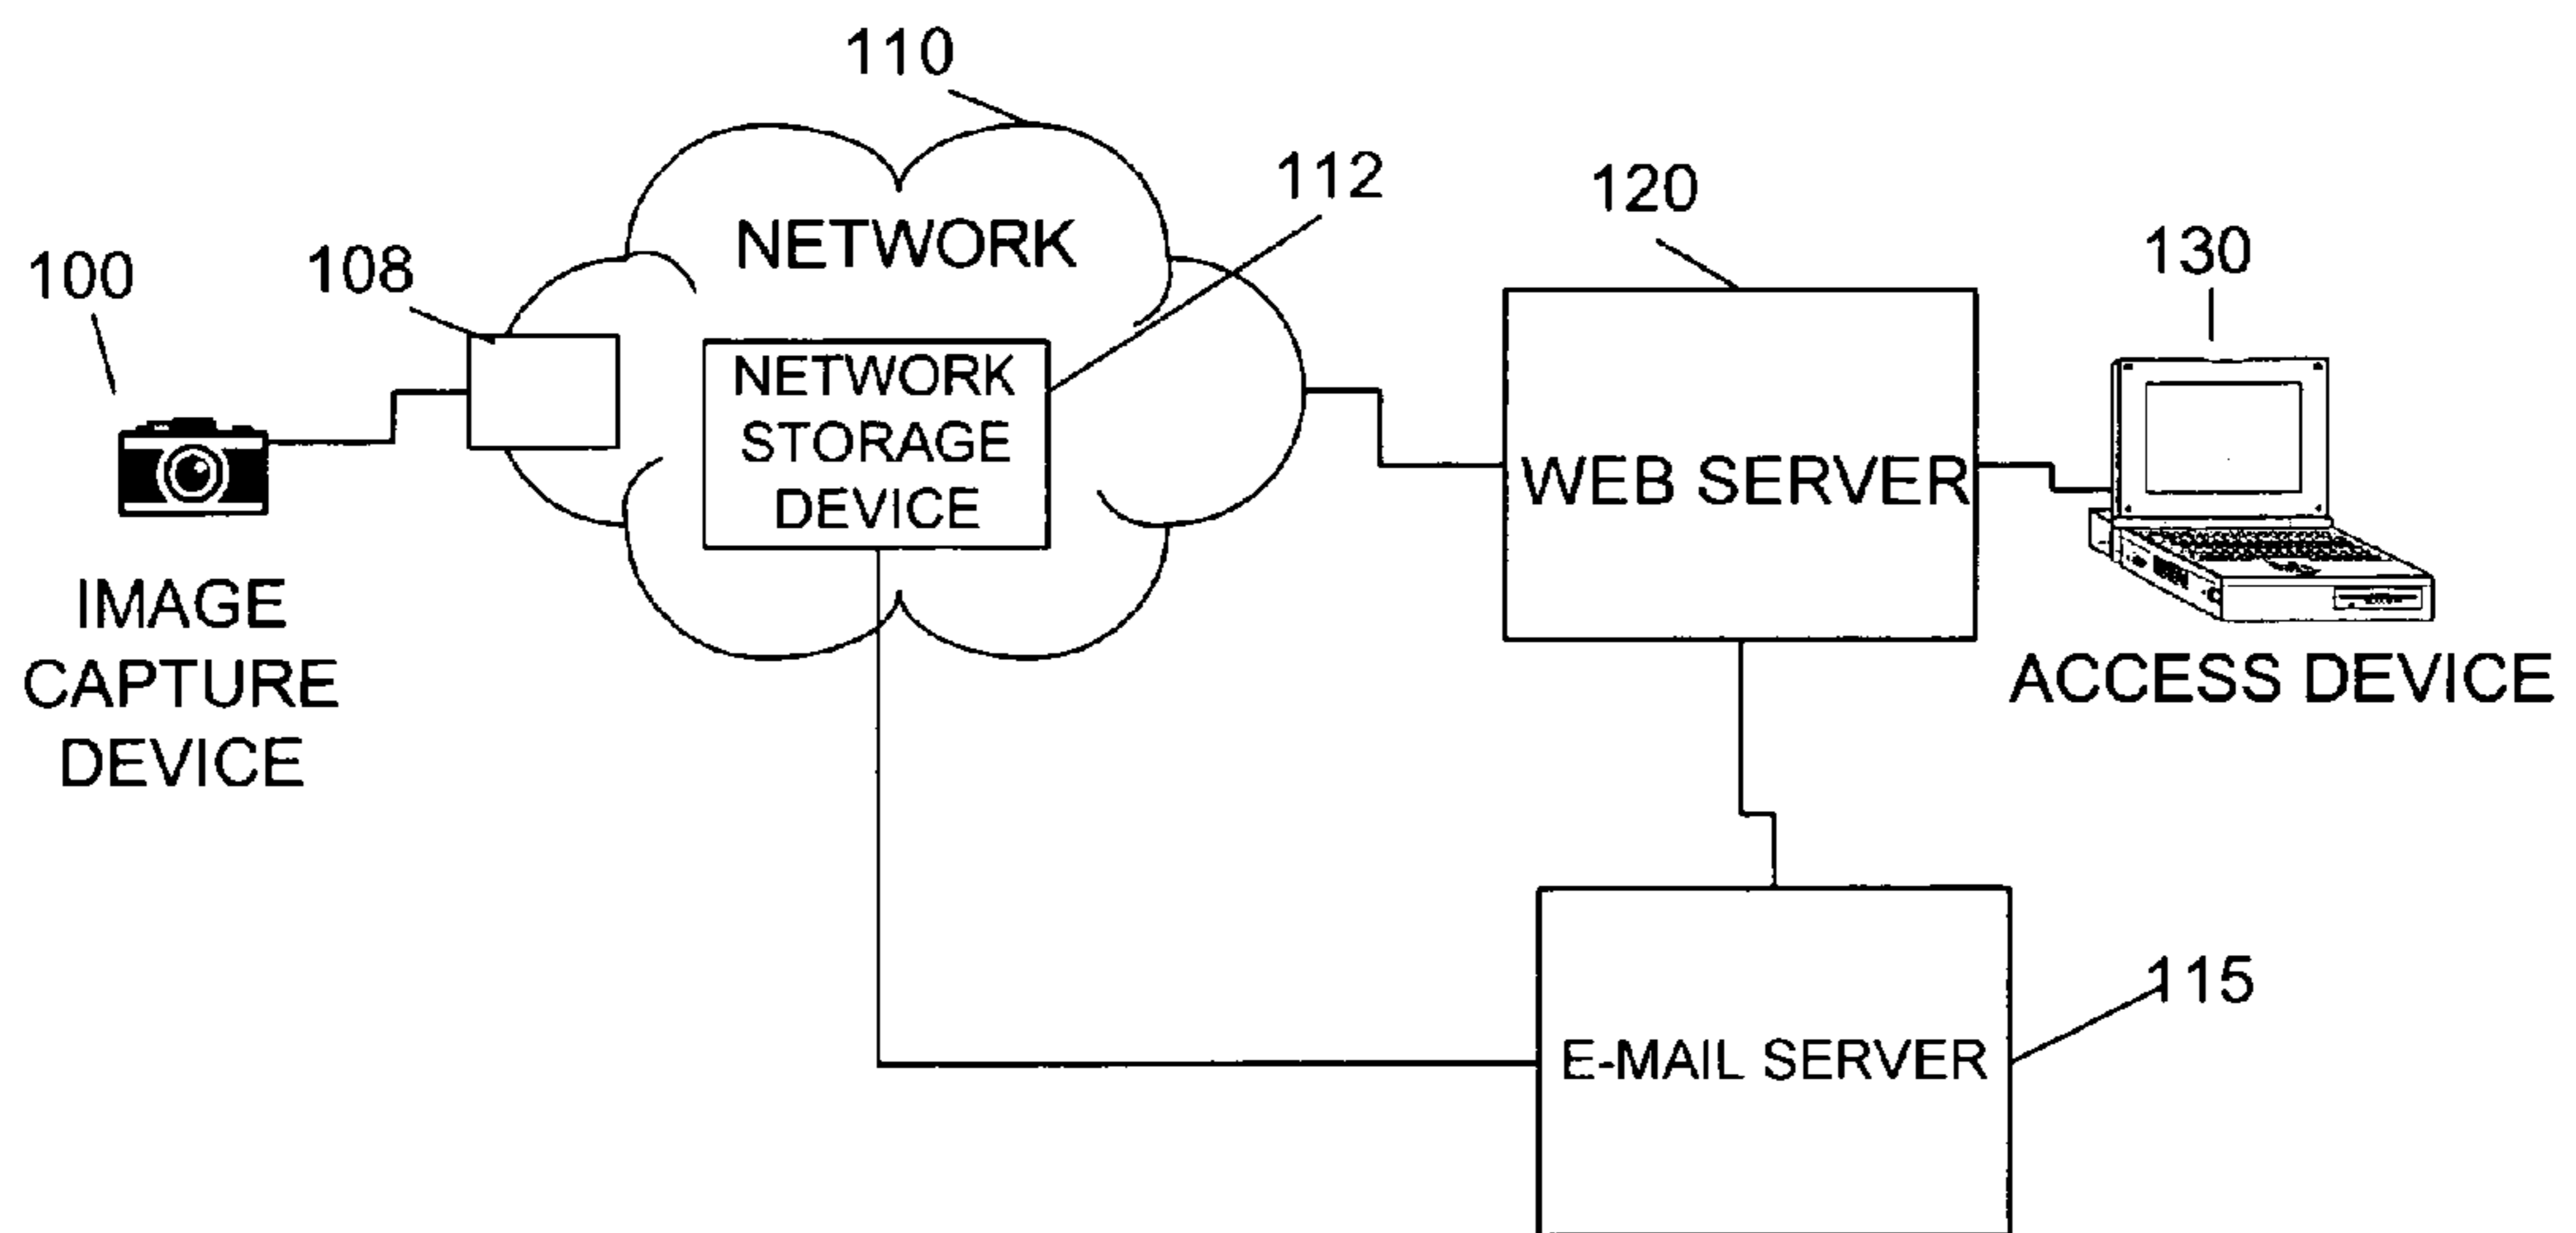 110
112
120
130
100
108
NETWORK
NETWORK
STORAGE
DEVICE
WEB SERVER
IMAGE
CAPTURE
DEVICE
ACCESS DEVICE
115
E-MAIL SERVER